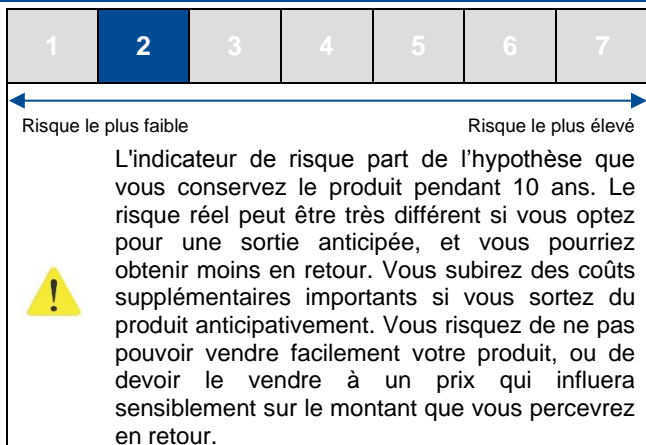 1 2 3 4 5 6 7
Risque le plus faible Risque le plus élevé
L'indicateur de risque part de l’hypothèse que
vous conservez le produit pendant 10 ans. Le
risque réel peut être très différent si vous optez
pour une sortie anticipée, et vous pourriez
obtenir moins en retour. Vous subirez des coûts
supplémentaires importants si vous sortez du
produit anticipativement. Vous risquez de ne pas
pouvoir vendre facilement votre produit, ou de
devoir le vendre à un prix qui influera
sensiblement sur le montant que vous percevrez
en retour.